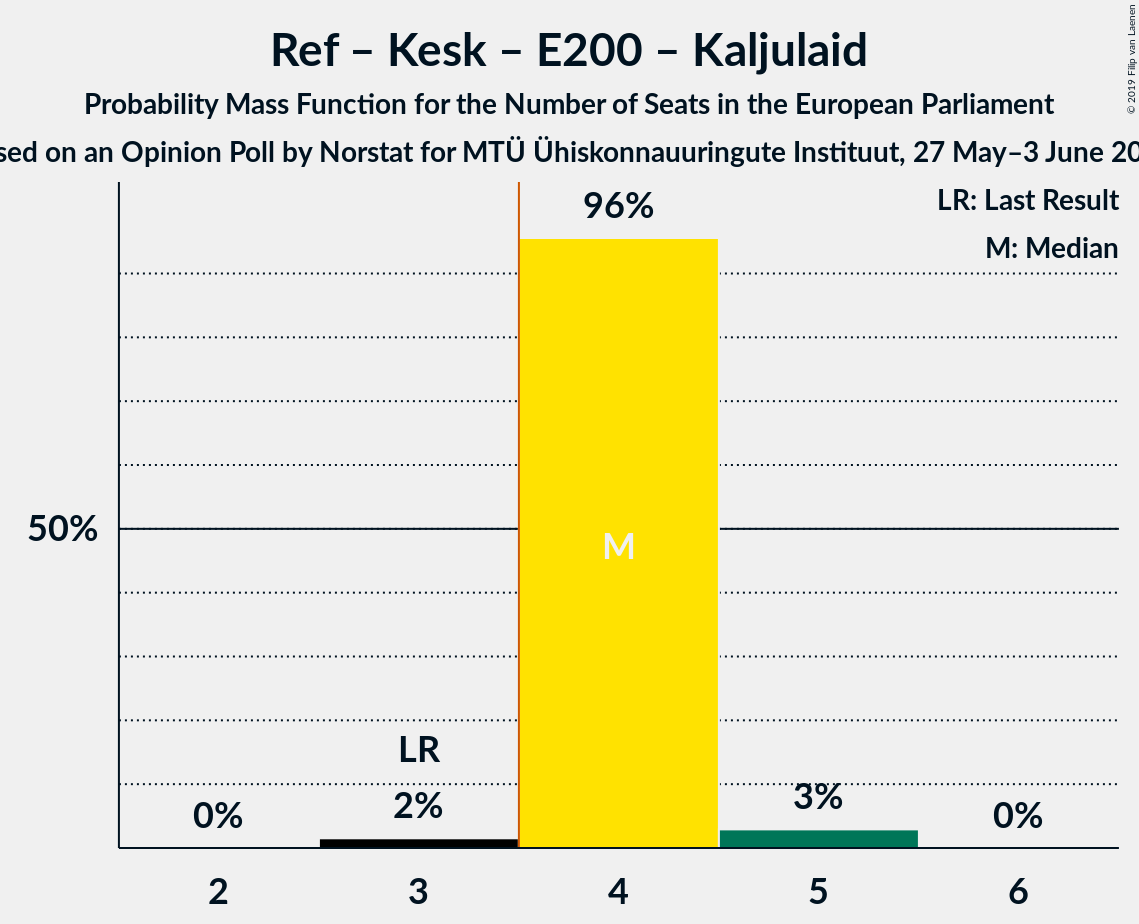 Ref – Kesk – E200 – Kaljulaid
Probability Mass Function for the Number of Seats in the European Parliament
on an Opinion Poll by Norstat for MTÜ Ühiskonnauuringute Instituut, 27 May–3 June
© 2019 Filip van Laenen
LR: Last Result
M: Median
96%
50%
M
LR
0%
2%
3%
0%
2
3
4
5
6